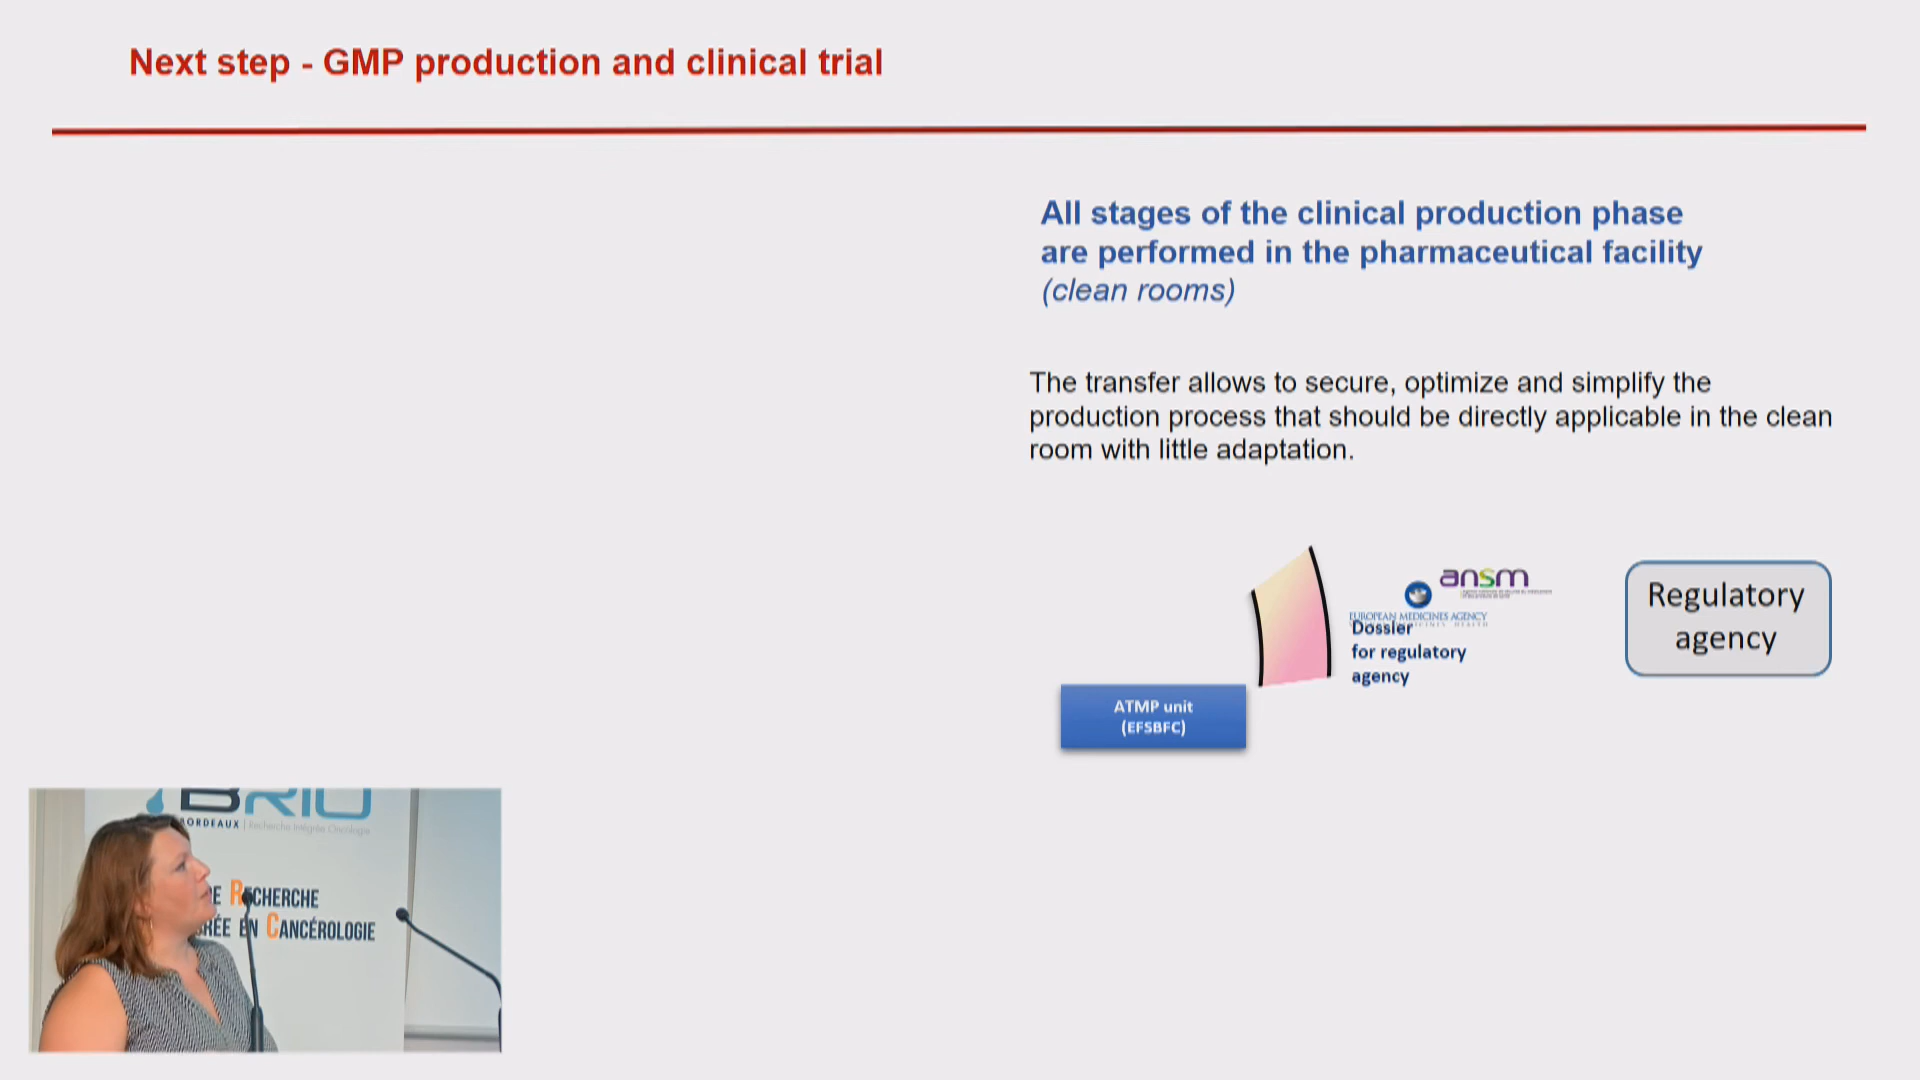 Next step - GMP production and clinical trial
All stages of the clinical production phase
are performed in the pharmaceutical facility
(clean rooms)
The transfer allows to secure, optimize and simplify the
production process that should be directly applicable in the clean
room with little adaptation.
ansm
EUROPEAN MEDICINES AGENCY
Dossier
for regulatory
agency
Regulatory
agency
ATMP unit
(EFSBFC)
BRIO
BORDEAUX | Recherche Intégrée Oncologie
RECHERCHE
EN CANCÉROLOGIE